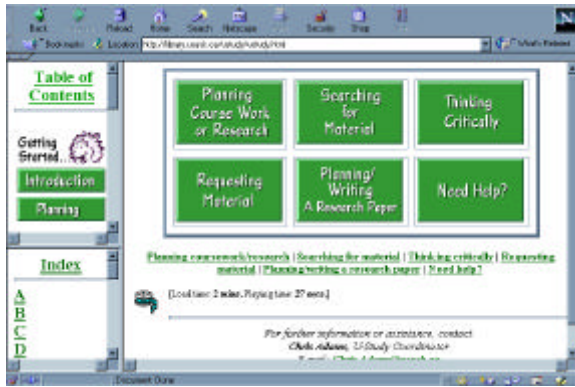 Back
Reload
Home
Search
Netscape
Security
Shop
Bookmarks
Location:
What's Related
Table of
Contents
Getting
Started...
Introduction
Planning
Index
A
B
C
D
Planning
Course Work
or Research
Searching
for
Material
Thinking
Critically
Requesting
Material
Planning/
Writing
A Research Paper
Need Help?
Planning coursework/research | Searching for material | Thinking critically | Requesting
material | Planning/writing a research paper | Need help?
[Load time: 2 mins. Playing time: 27 secs.]
For further information or assistance, contact
Chris Adams, U-Study Coordinator
Document: Done